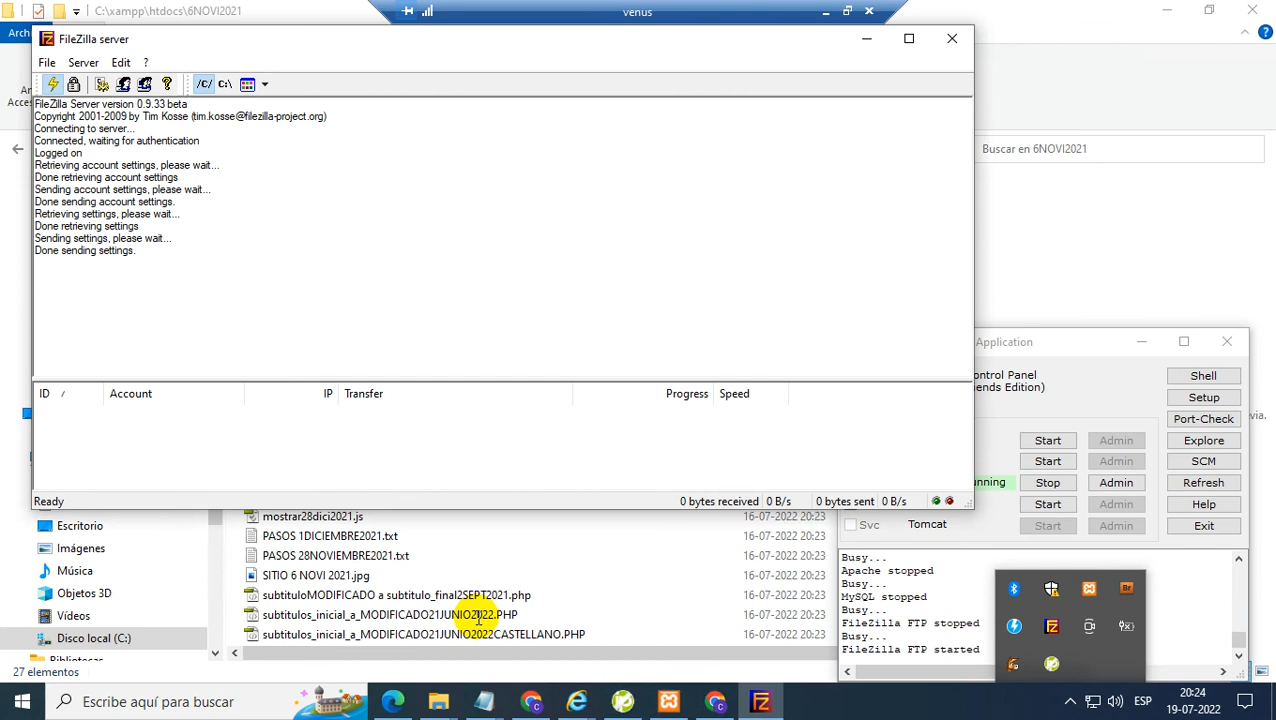 C:\xampp\htdocs\6NOVI2021
venus
Archi
FileZilla server
File Server Edit ?
/C/ C:\
FileZilla Server version 0.9.33 beta
Copyright 2001-2009 by Tim Kosse (tim.kosse@filezilla-project.org)
Connecting to server...
Connected, waiting for authentication
Logged on
Retrieving account settings, please wait...
Done retrieving account settings
Sending account settings, please wait...
Done sending account settings.
Retrieving settings, please wait...
Done retrieving settings
Sending settings, please wait...
Done sending settings.
ID / Account IP Transfer Progress Speed
Ready 0 bytes received 0 B/s 0 bytes sent 0 B/s
Buscar en 6NOVI2021
Application
ontrol Panel
ends Edition)
Shell
Setup
Port-Check
Start Admin Explore
Start Admin SCM
nning Stop Admin Refresh
Start Admin Help
Svc Tomcat Start Admin Exit
via.
Escritorio
Imágenes
Música
Objetos 3D
Vídeos
Disco local (C:)
Bibliotecas
mostrar28dici2021.js 16-07-2022 20:23
PASOS 1DICIEMBRE2021.txt 16-07-2022 20:23
PASOS 28NOVIEMBRE2021.txt 16-07-2022 20:23
SITIO 6 NOVI 2021.jpg 16-07-2022 20:23
subtituloMODIFICADO a subtitulo_final2SEPT2021.php 16-07-2022 20:23
subtitulos_inicial_a_MODIFICADO21JUNIO2022.PHP 16-07-2022 20:23
subtitulos_inicial_a_MODIFICADO21JUNIO2022CASTELLANO.PHP 16-07-2022 20:23
27 elementos
Busy...
Apache stopped
Busy...
MySQL stopped
Busy...
FileZilla FTP stopped
Busy...
FileZilla FTP started
Br
Escribe aquí para buscar
ESP
20:24
19-07-2022